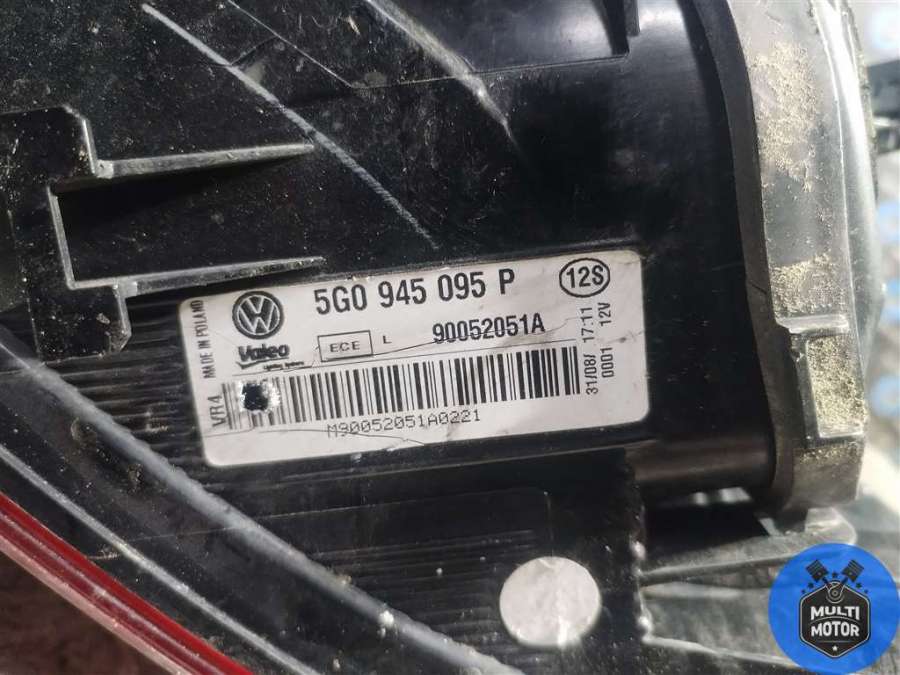 MADE IN POLAND
VW
5G0 945 095 P
12S
Valeo
ECE
L
90052051A
31/08/ 17:11
0001 12V
VR4
M90052051A0221
MULTI
MOTOR